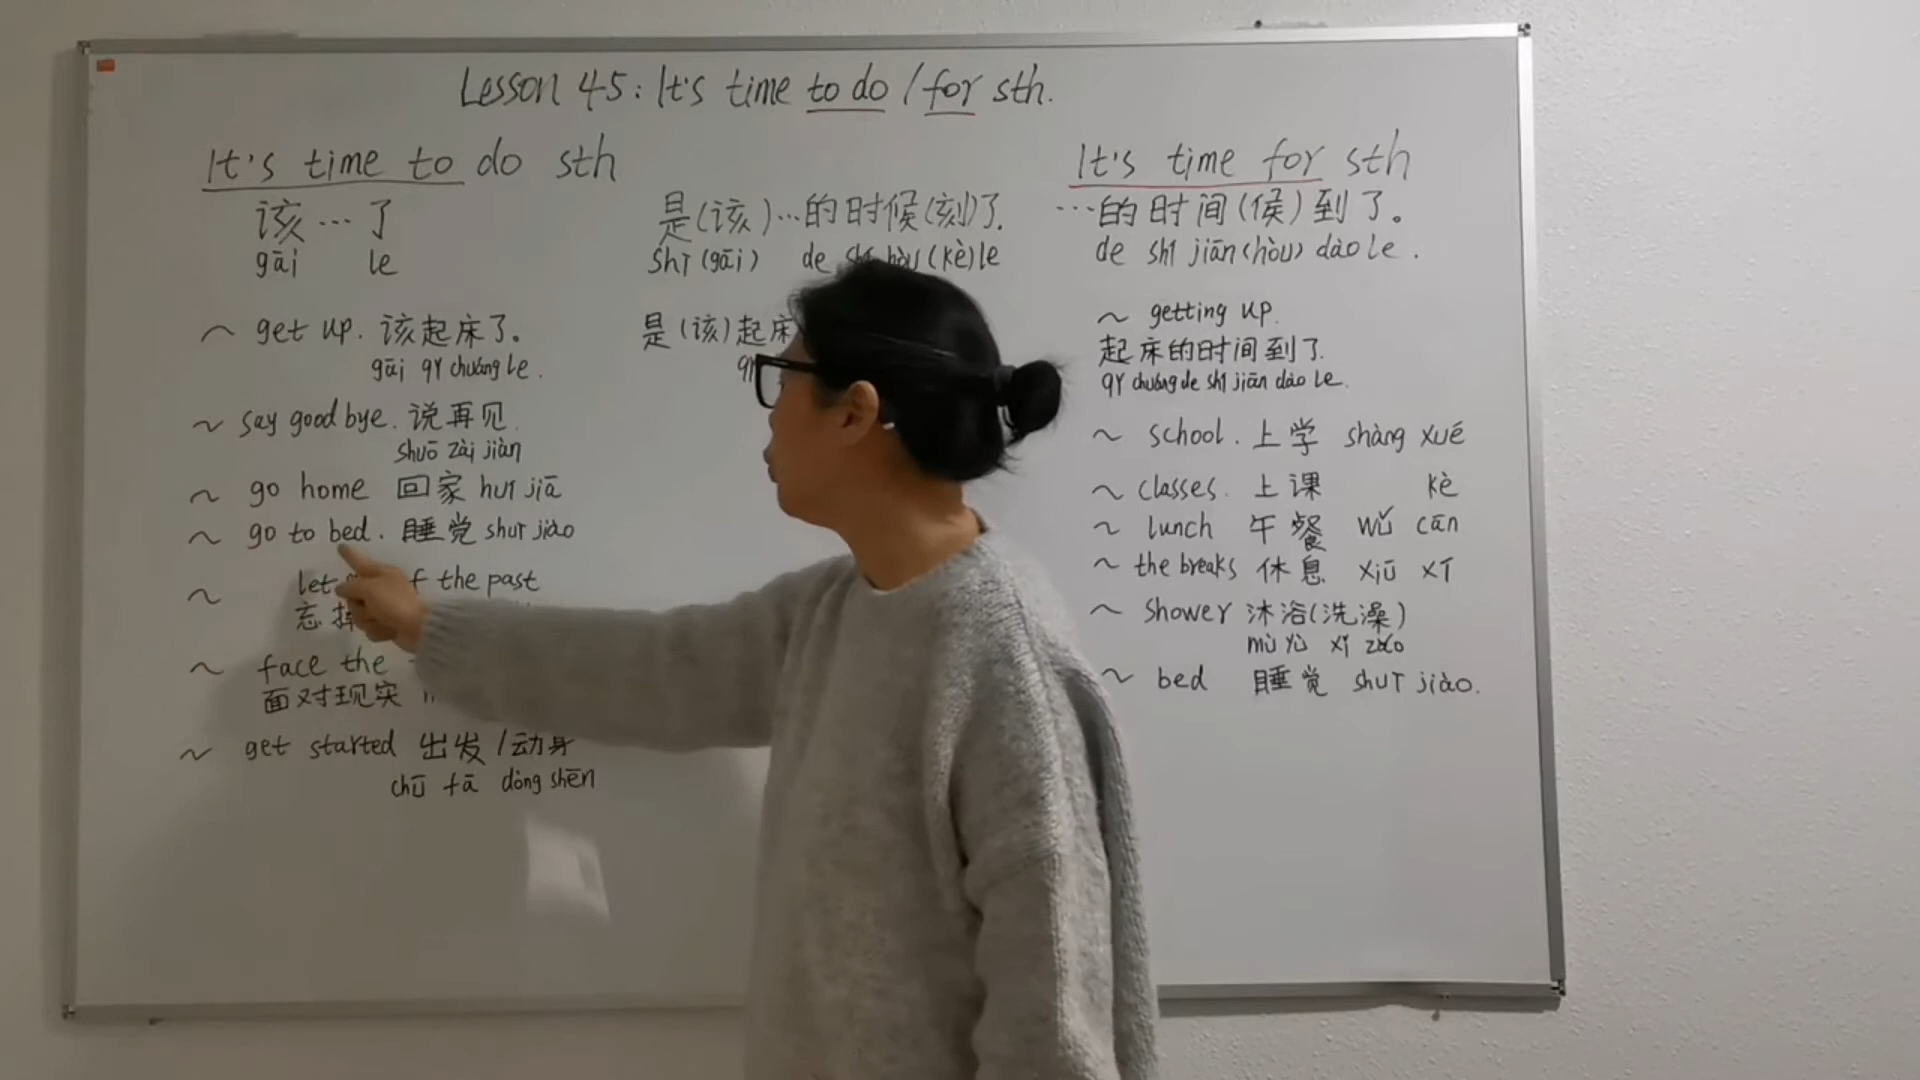 Lesson 45: It's time to do / for sth.
It's time to do sth
该…了
gāi le
～ get up. 该起床了。
gāi qǐ chuáng le.
～ say good bye. 说再见.
shuō zài jiàn
～ go home 回家 huí jiā
～ go to bed. 睡觉 shuì jiào
～ let the past
忘掉
～ face the
面对现实
～ get started 出发/动身
chū fā dòng shēn
是(该)…的时候(刻)了.
shì (gāi) de shí hòu (kè) le
是(该)起床
It's time for sth
…的时间(候)到了。
de shí jiān (hòu) dào le.
～ getting up.
起床的时间到了.
qǐ chuáng de shí jiān dào le.
～ school. 上学 shàng xué
～ classes. 上课 kè
～ lunch 午餐 wǔ cān
～ the breaks 休息 xiū xī
～ shower 沐浴(洗澡)
mù yù xǐ zǎo
～ bed 睡觉 shuì jiào.